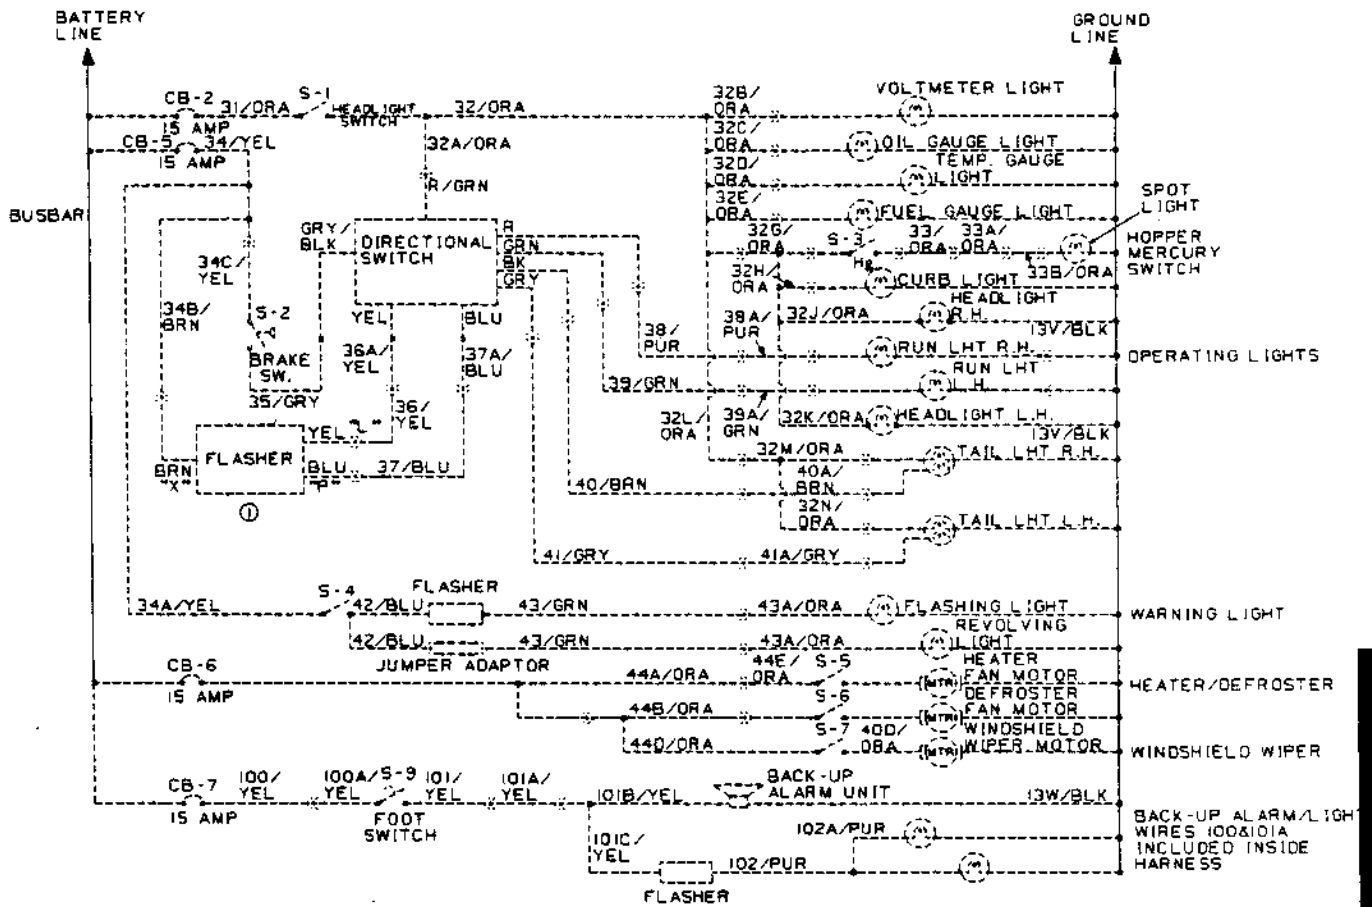 BATTERY
LINE
GROUND
LINE
CB-2
31/ORA
S-1
HEADLIGHT
SWITCH
32/ORA
32B/
ORA
VOLTMETER LIGHT
15 AMP
CB-5
34/YEL
15 AMP
32A/ORA
32C/
ORA
OIL GAUGE LIGHT
32D/
ORA
TEMP. GAUGE
LIGHT
R/GRN
32E/
ORA
FUEL GAUGE LIGHT
SPOT
LIGHT
BUSBAR
GRY/
BLK
DIRECTIONAL
SWITCH
R
GRN
BK
GRY
32G/
ORA
S-3
Hg
33/
ORA
33A/
ORA
33B/ORA
HOPPER
MERCURY
SWITCH
34C/
YEL
32H/
ORA
CURB LIGHT
34B/
BRN
S-2
BRAKE
SW.
YEL
BLU
32J/ORA
HEADLIGHT
R.H.
13V/BLK
36A/
YEL
37A/
BLU
38/
PUR
38A/
PUR
RUN LHT R.H.
OPERATING LIGHTS
35/GRY
36/
YEL
39/GRN
39A/
GRN
RUN LHT
L.H.
32L/
ORA
32K/ORA
HEADLIGHT L.H.
13V/BLK
FLASHER
YEL
"L"
BRN
"X"
BLU
"P"
37/BLU
32M/ORA
TAIL LHT R.H.
1
40/BRN
40A/
BRN
32N/
ORA
TAIL LHT L.H.
41/GRY
41A/GRY
34A/YEL
S-4
42/BLU
FLASHER
43/GRN
43A/ORA
FLASHING LIGHT
WARNING LIGHT
42/BLU
JUMPER ADAPTOR
43/GRN
43A/ORA
REVOLVING
LIGHT
CB-6
15 AMP
44A/ORA
44E/
ORA
S-5
MTR
HEATER
FAN MOTOR
HEATER/DEFROSTER
44B/ORA
S-6
MTR
DEFROSTER
FAN MOTOR
44D/ORA
S-7
40D/
ORA
MTR
WINDSHIELD
WIPER MOTOR
WINDSHIELD WIPER
CB-7
15 AMP
100/
YEL
100A/
YEL
S-9
FOOT
SWITCH
101/
YEL
101A/
YEL
101B/YEL
BACK-UP
ALARM UNIT
13W/BLK
101C/
YEL
FLASHER
102/PUR
102A/PUR
BACK-UP ALARM/LIGHT
WIRES 100&101A
INCLUDED INSIDE
HARNESS